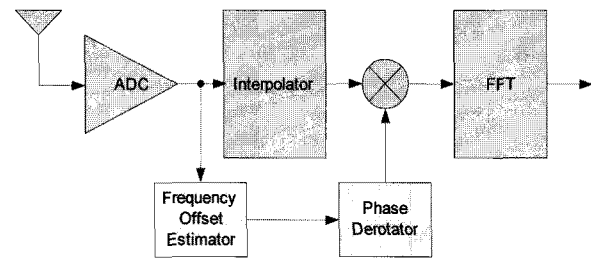 ADC
Interpolator
FFT
Frequency
Offset
Estimator
Phase
Derotator